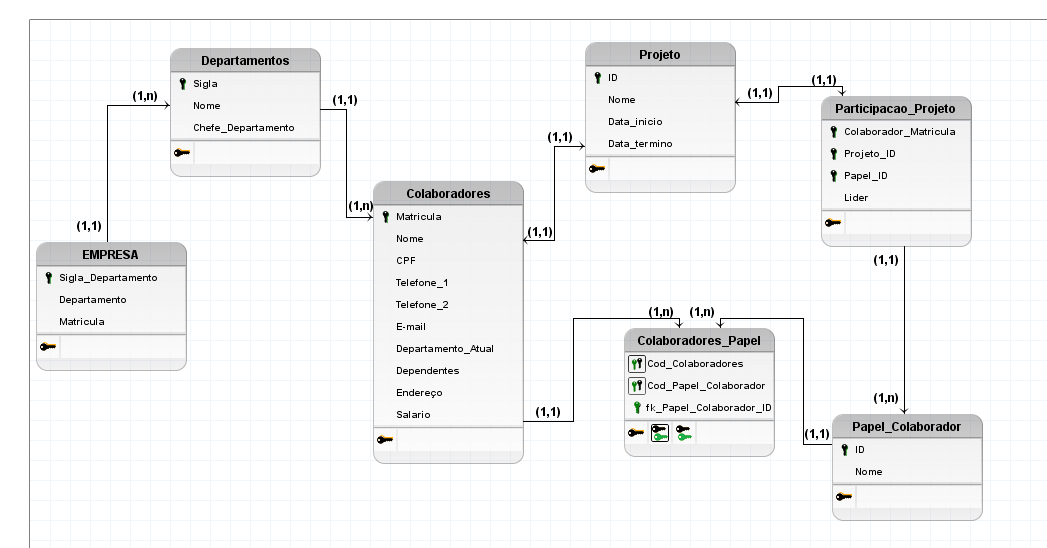 Departamentos
Sigla
Nome
Chefe_Departamento
(1,n)
(1,1)
EMPRESA
Sigla_Departamento
Departamento
Matricula
(1,1)
(1,n)
Colaboradores
Matricula
Nome
CPF
Telefone_1
Telefone_2
E-mail
Departamento_Atual
Dependentes
Endereço
Salario
(1,1)
(1,1)
(1,1)
Projeto
ID
Nome
Data_inicio
Data_termino
(1,1)
(1,1)
Participacao_Projeto
Colaborador_Matricula
Projeto_ID
Papel_ID
Lider
(1,1)
(1,n)
(1,n)
(1,n)
Colaboradores_Papel
Cod_Colaboradores
Cod_Papel_Colaborador
fk_Papel_Colaborador_ID
(1,1)
Papel_Colaborador
ID
Nome